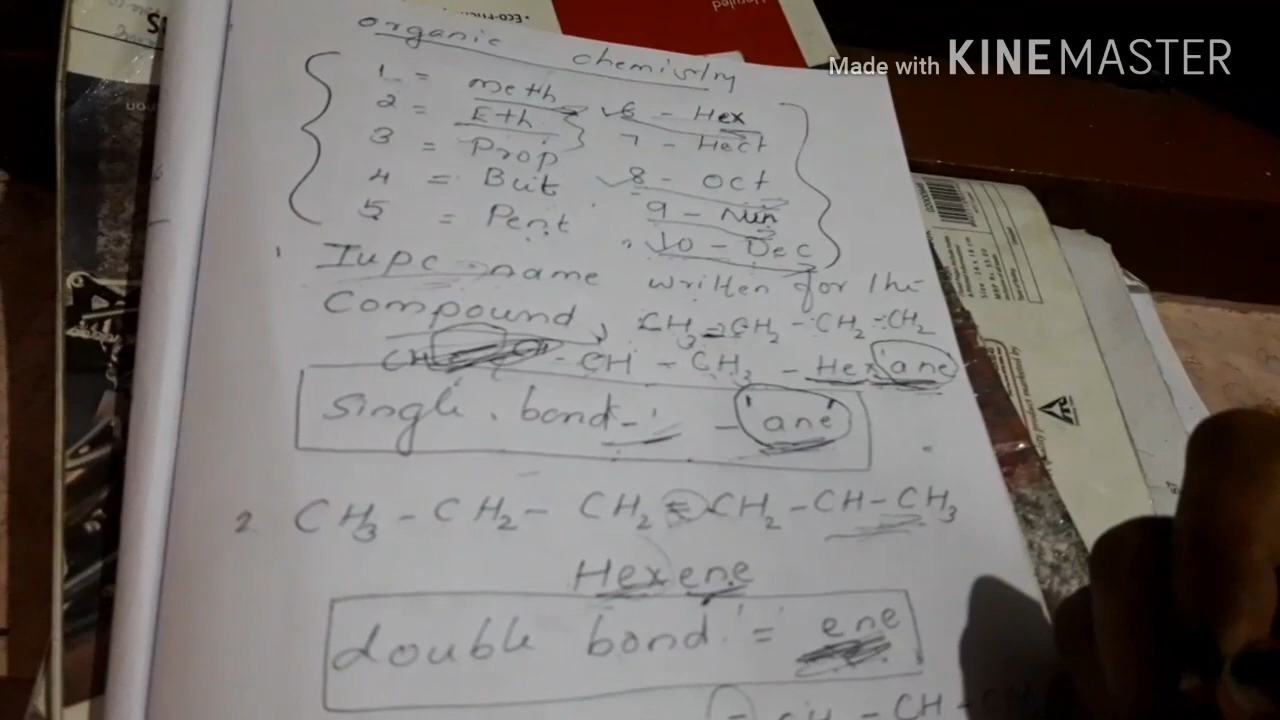 Made with KINEMASTER
organic chemistry
1 = meth 6 - Hex
2 = Eth 7 - Hect
3 = Prop 8 - oct
4 = But 9 - Nun
5 = Pent 10 - Dec
1 Iupc - name written for the
Compound, CH3 - CH2 - CH2 - CH2
- CH - CH3 - Hexane
Single bond - 'ane'
2. CH3 - CH2 - CH2 = CH2 - CH - CH3
Hexene
double bond = ene